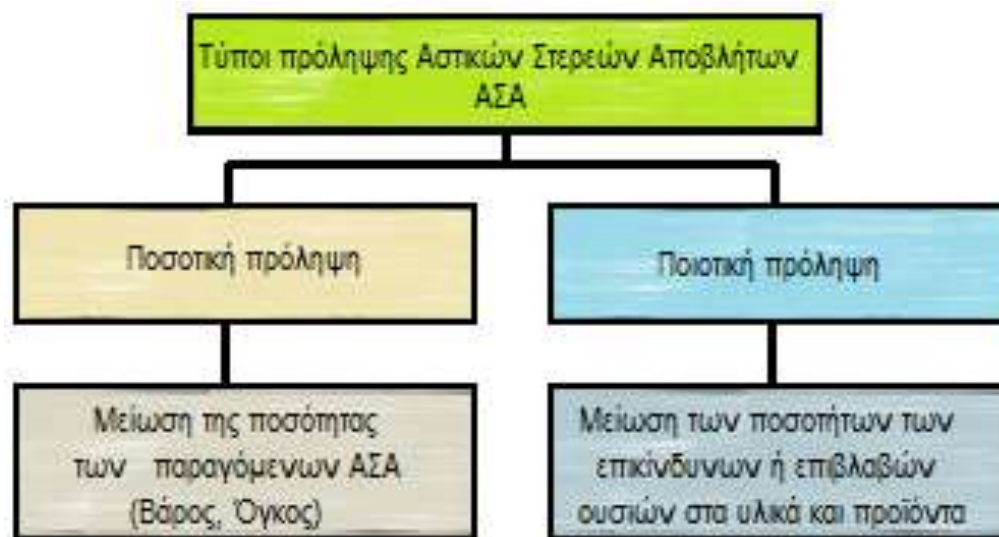 Τύποι πρόληψης Αστικών Στερεών Αποβλήτων
ΑΣΑ
Ποσοτική πρόληψη
Ποιοτική πρόληψη
Μείωση της ποσότητας
των παραγόμενων ΑΣΑ
(Βάρος, Όγκος)
Μείωση των ποσοτήτων των
επικίνδυνων ή επιβλαβών
ουσιών στα υλικά και προϊόντα